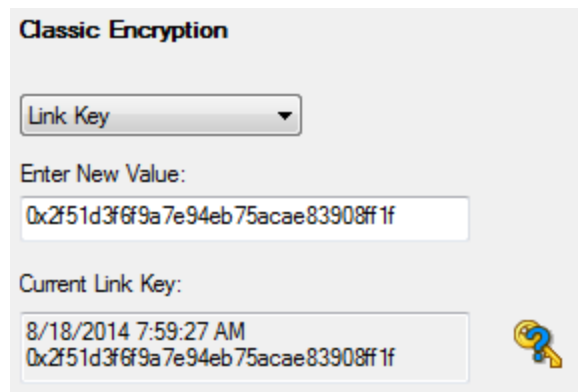 Classic Encryption
Link Key
Enter New Value:
0x2f51d3f6f9a7e94eb75acae83908ff1f
Current Link Key:
8/18/2014 7:59:27 AM
0x2f51d3f6f9a7e94eb75acae83908ff1f